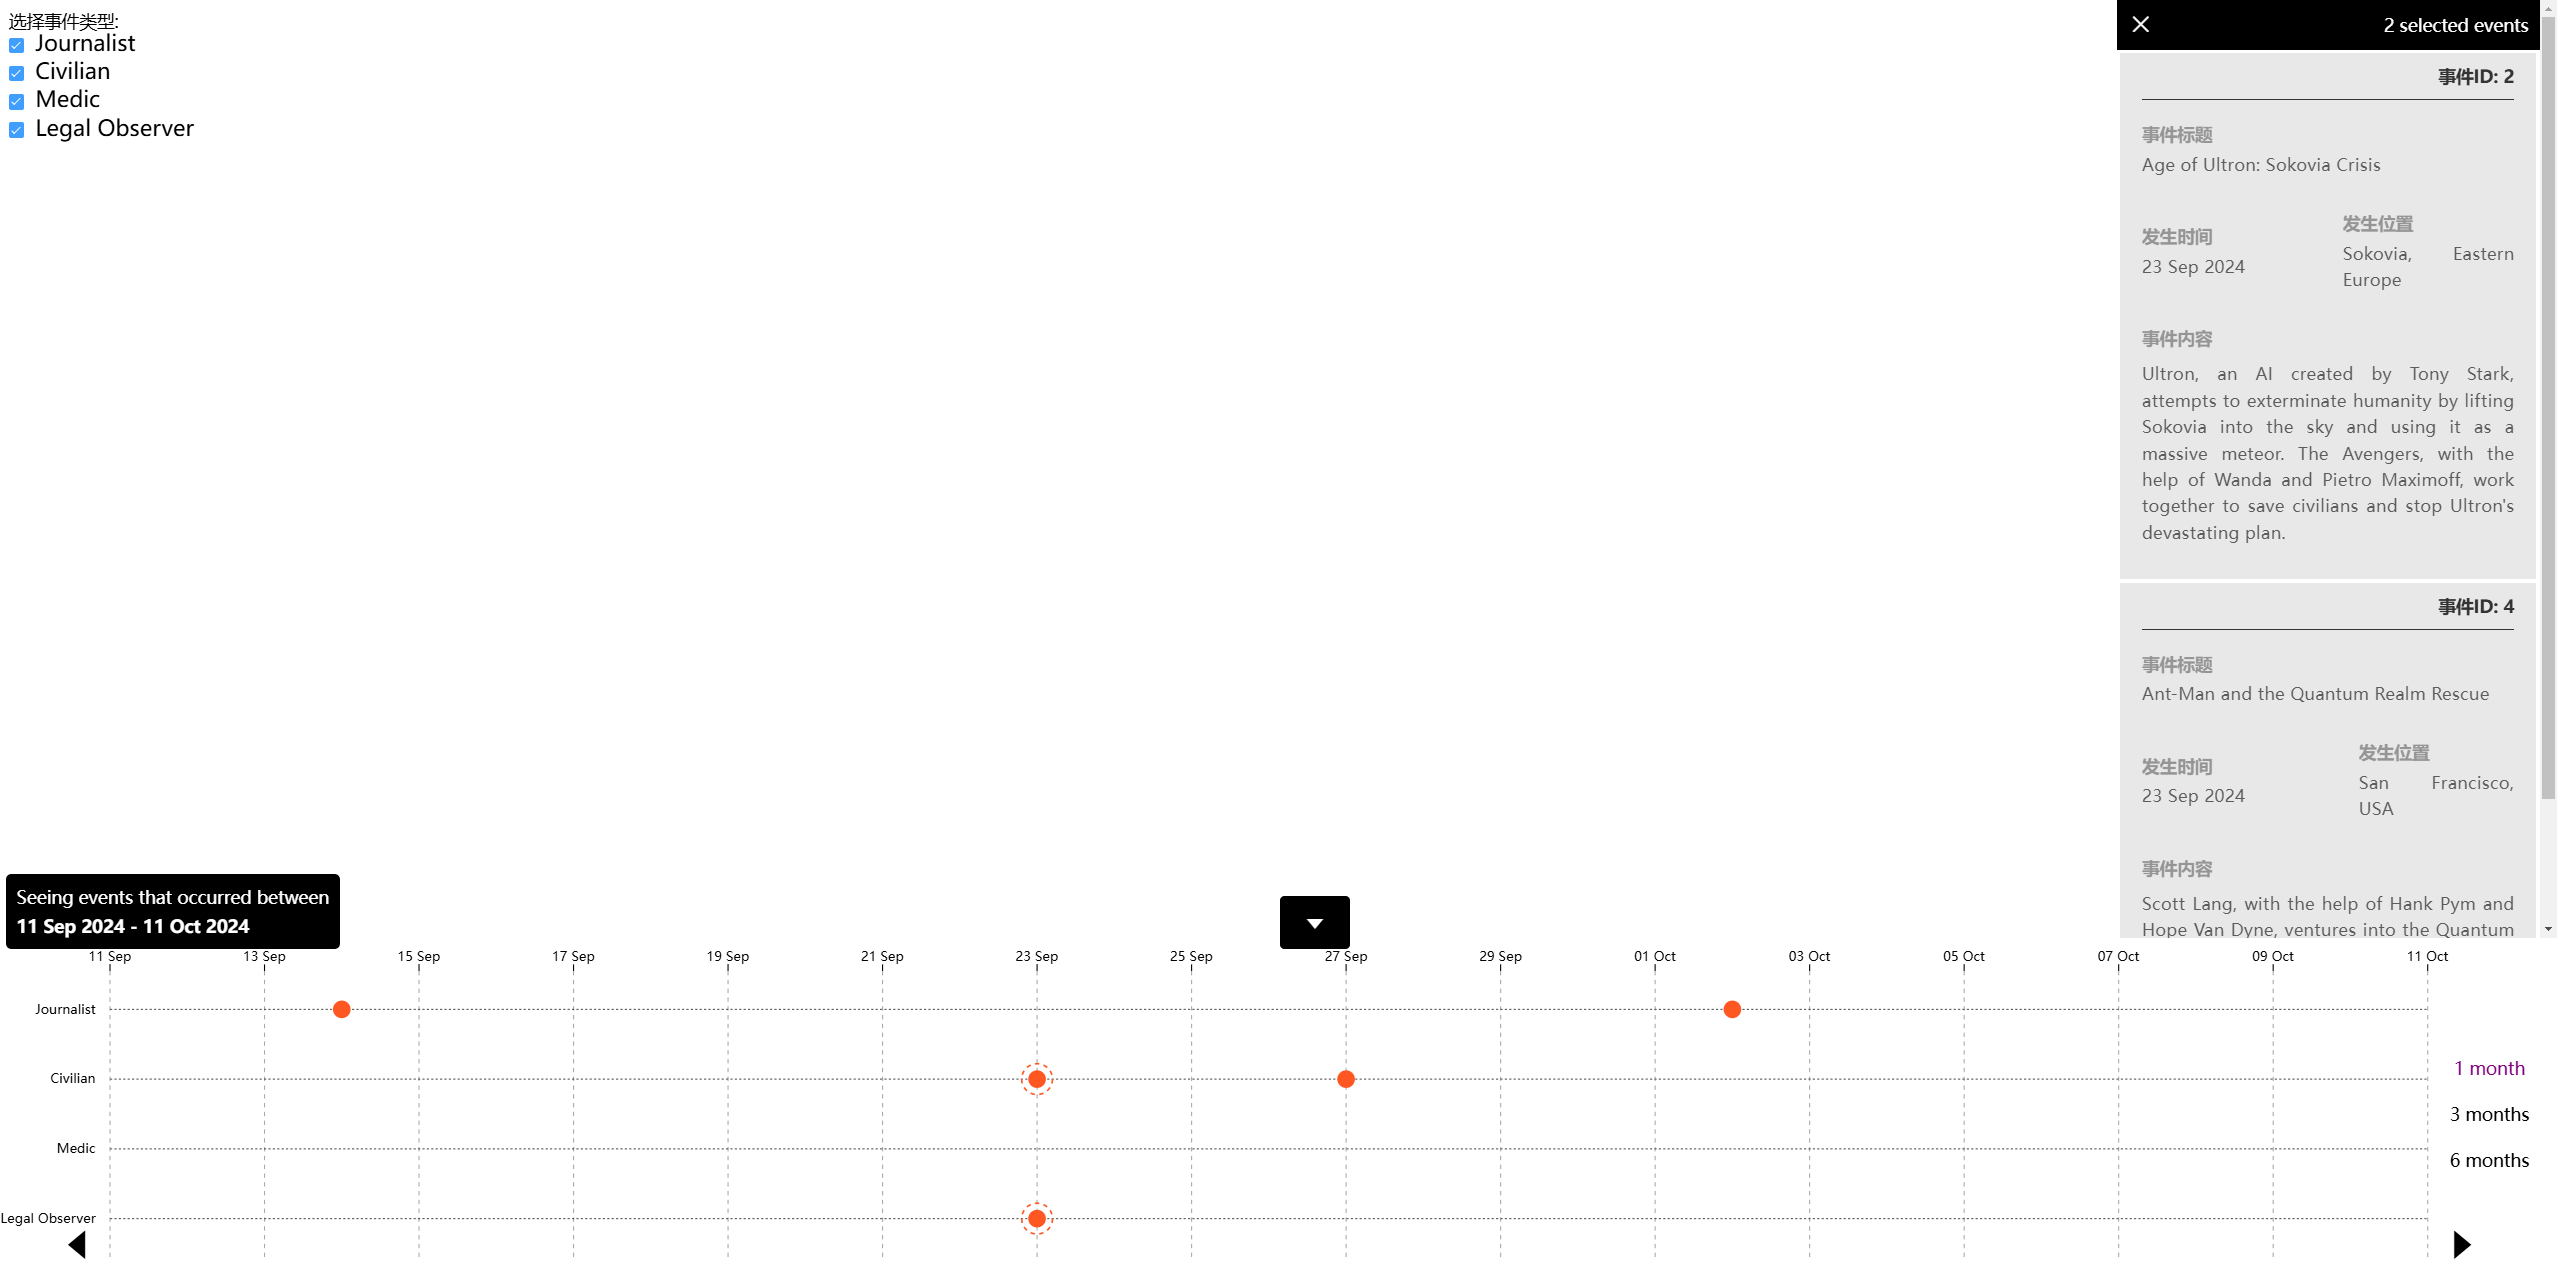 选择事件类型:
Journalist
Civilian
Medic
Legal Observer
2 selected events
事件ID: 2
事件标题
Age of Ultron: Sokovia Crisis
发生时间
23 Sep 2024
发生位置
Sokovia, Eastern
Europe
事件内容
Ultron, an AI created by Tony Stark,
attempts to exterminate humanity by lifting
Sokovia into the sky and using it as a
massive meteor. The Avengers, with the
help of Wanda and Pietro Maximoff, work
together to save civilians and stop Ultron's
devastating plan.
事件ID: 4
事件标题
Ant-Man and the Quantum Realm Rescue
发生时间
23 Sep 2024
发生位置
San Francisco,
USA
事件内容
Scott Lang, with the help of Hank Pym and
Hope Van Dyne, ventures into the Quantum
Seeing events that occurred between
11 Sep 2024 - 11 Oct 2024
11 Sep 13 Sep 15 Sep 17 Sep 19 Sep 21 Sep 23 Sep 25 Sep 27 Sep 29 Sep 01 Oct 03 Oct 05 Oct 07 Oct 09 Oct 11 Oct
Journalist
Civilian
Medic
Legal Observer
1 month
3 months
6 months